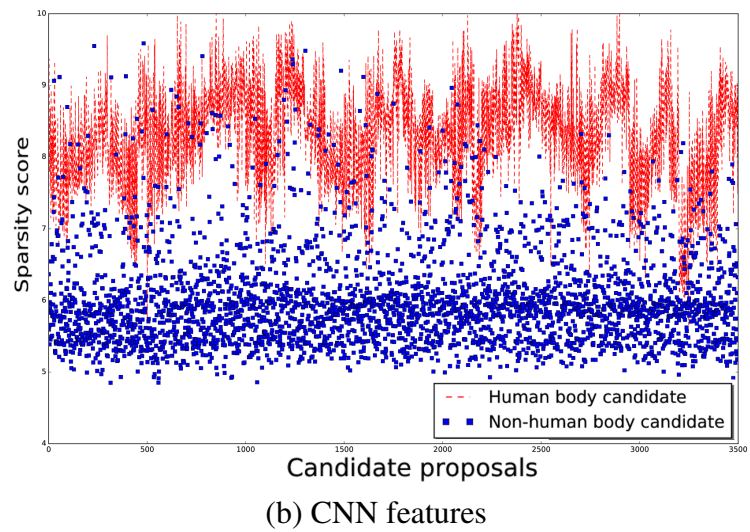 10
9
8
7
6
5
4
Sparsity score
0 500 1000 1500 2000 2500 3000 3500
Candidate proposals
Human body candidate
Non-human body candidate
(b) CNN features